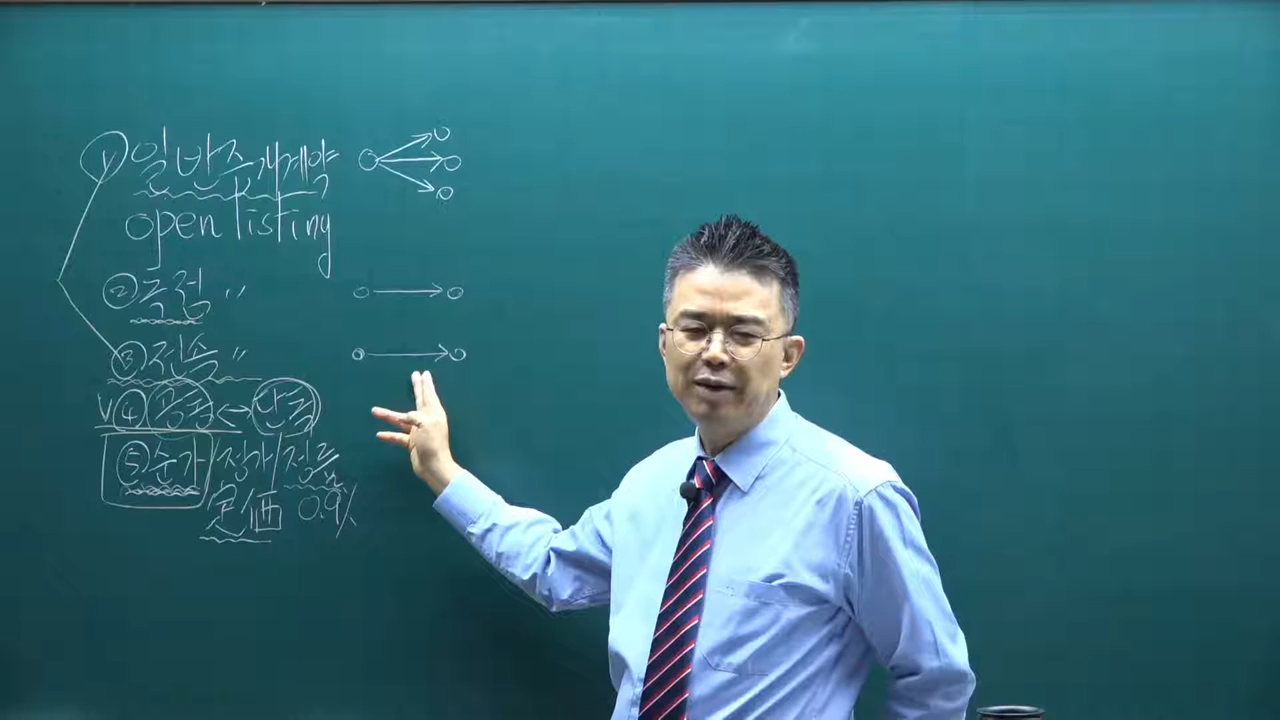 ① 일반중개계약
open listing
② 독점 〃
③ 전속 〃
V ④ 공동 ↔ 단독
⑤ 순가/정가/정률
定価 0.9%